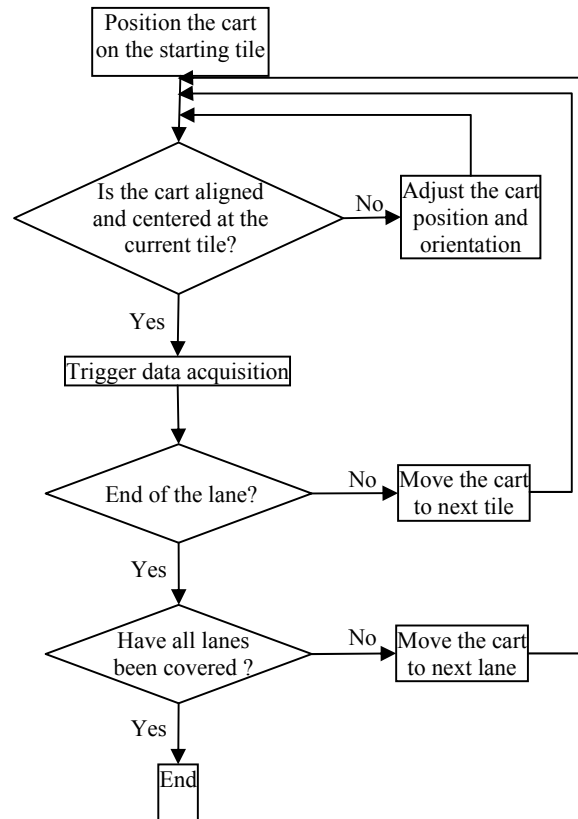 Position the cart
on the starting tile
Is the cart aligned
and centered at the
current tile?
No
Adjust the cart
position and
orientation
Yes
Trigger data acquisition
End of the lane?
No
Move the cart
to next tile
Yes
Have all lanes
been covered ?
No
Move the cart
to next lane
Yes
End